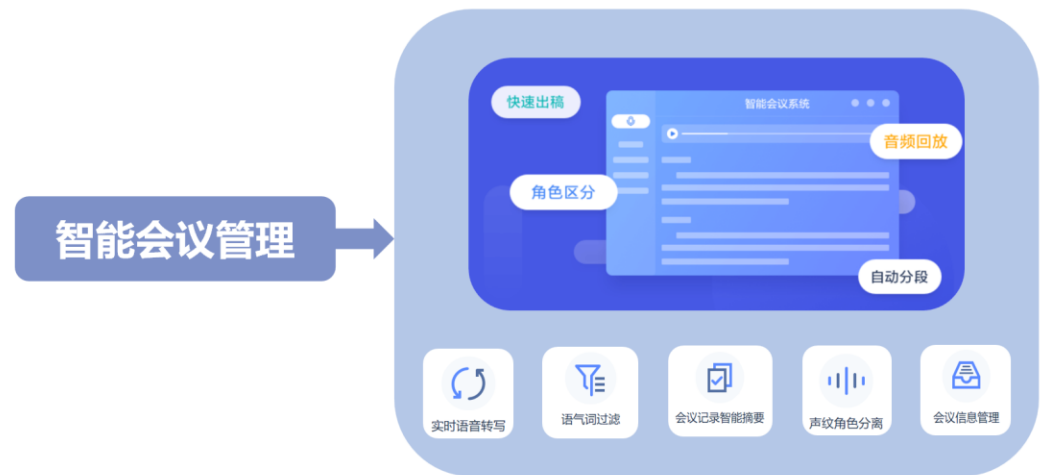 智能会议管理
快速出稿
智能会议系统
音频回放
角色区分
自动分段
实时语音转写
语气词过滤
会议记录智能摘要
声纹角色分离
会议信息管理